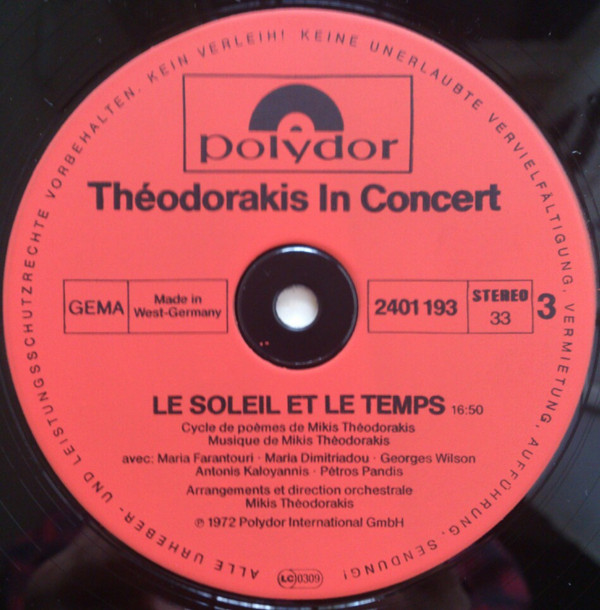 ALLE URHEBER- UND LEISTUNGSSCHUTZRECHTE VORBEHALTEN. KEIN VERLEIH! KEINE UNERLAUBTE VERVIELFÄLTIGUNG, VERMIETUNG, AUFFÜHRUNG, SENDUNG!
polydor
Théodorakis In Concert
GEMA
Made in
West-Germany
2401 193
STEREO
33
3
LE SOLEIL ET LE TEMPS 16:50
Cycle de poèmes de Mikis Théodorakis
Musique de Mikis Théodorakis
avec: Maria Farantouri · Maria Dimitriadou · Georges Wilson
Antonis Kaloyannis · Pètros Pandis
Arrangements et direction orchestrale
Mikis Théodorakis
℗ 1972 Polydor International GmbH
LC 0309